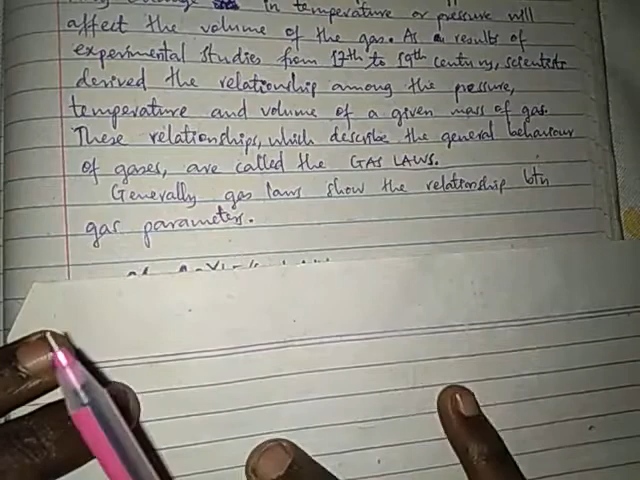 in temperature or pressure will
affect the volume of the gas. As a results of
experimental studies from 17th to 19th century, scientists
derived the relationship among the pressure,
temperature and volume of a given mass of gas.
These relationships, which describe the general behaviour
of gases, are called the GAS LAWS.
Generally gas laws show the relationship btn
gas parameters.